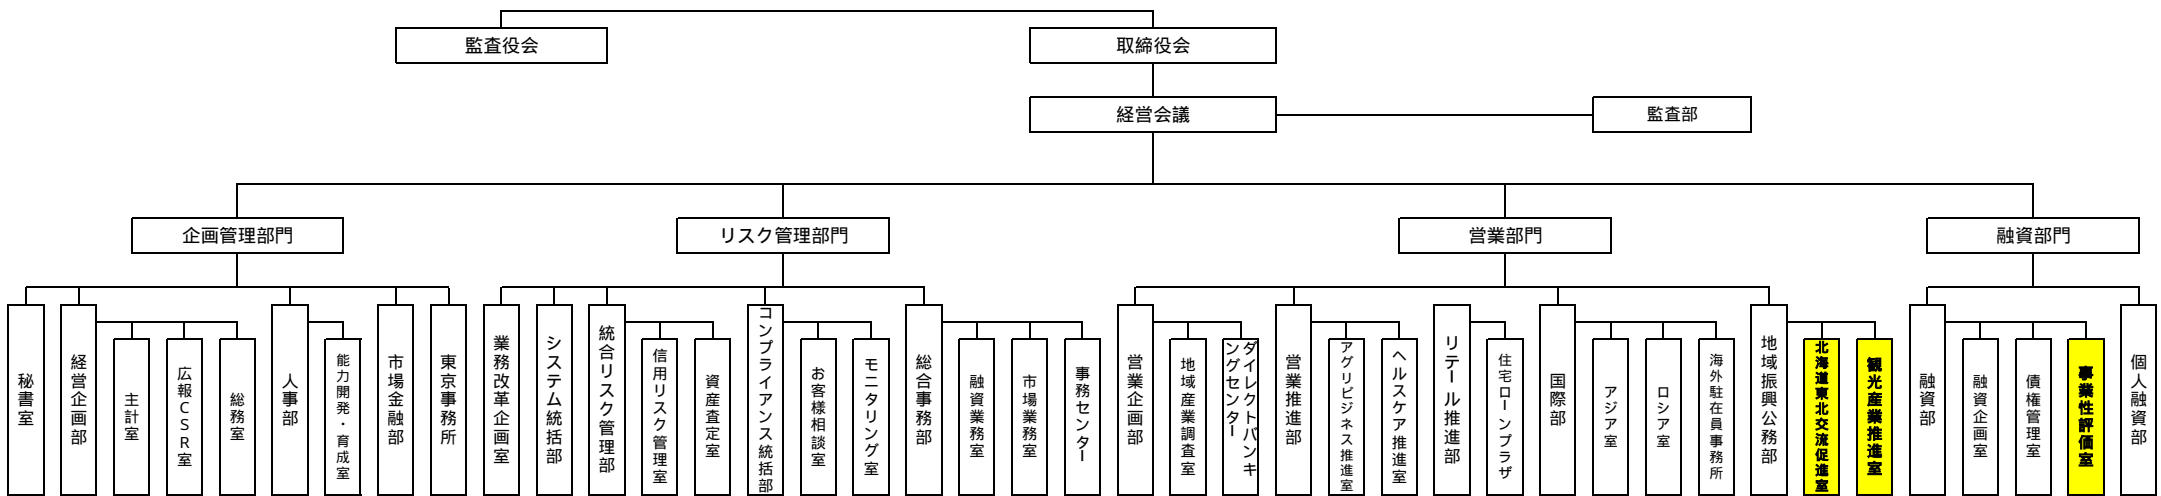 監査役会
取締役会
経営会議
監査部
企画管理部門
リスク管理部門
営業部門
融資部門
秘書室
経営企画部
主計室
広報CSR室
総務室
人事部
能力開発・育成室
市場金融部
東京事務所
業務改革企画室
システム統括部
統合リスク管理部
信用リスク管理室
資産査定室
コンプライアンス統括部
お客様相談室
モニタリング室
総合事務部
融資業務室
市場業務室
事務センター
営業企画部
地域産業調査室
ダイレクトバンキ
ングセンター
営業推進部
アグリビジネス推進室
ヘルスケア推進室
リテール推進部
住宅ローンプラザ
国際部
アジア室
ロシア室
海外駐在員事務所
地域振興公務部
北海道東北交流促進室
観光産業推進室
融資部
融資企画室
債権管理室
事業性評価室
個人融資部